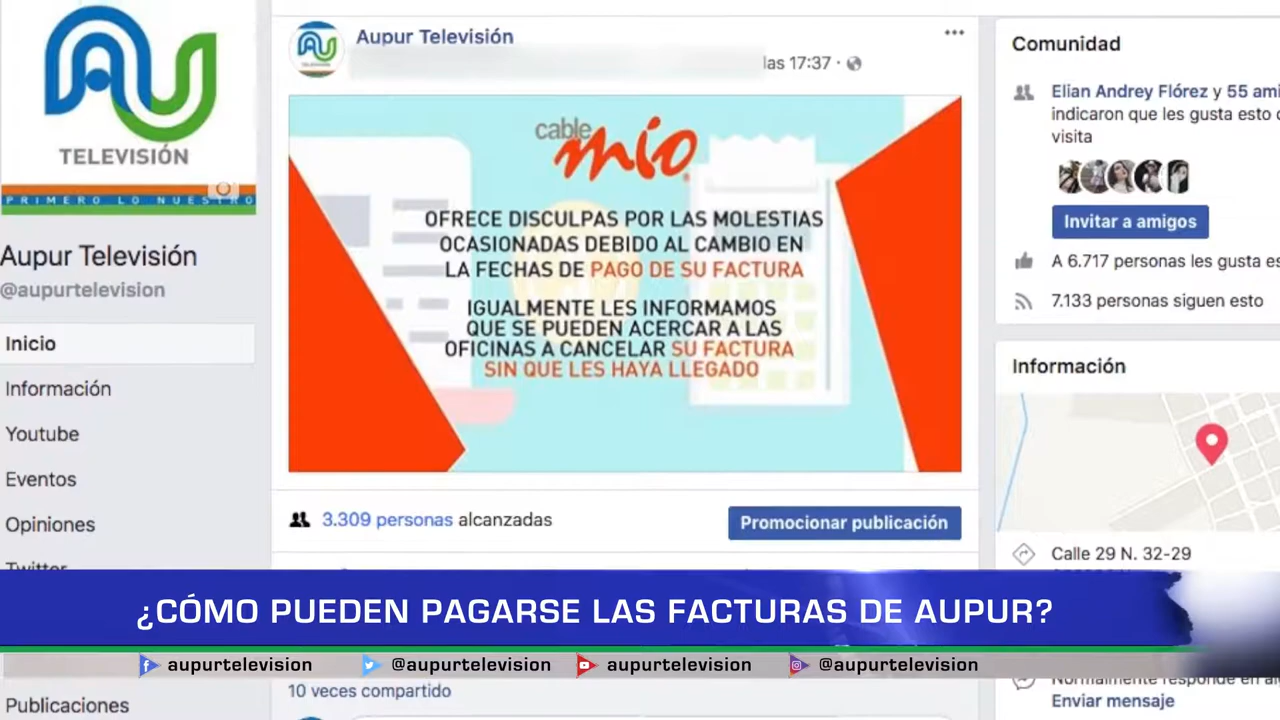 TELEVISIÓN
PRIMERO LO NUESTRO
Aupur Televisión
@aupurtelevision
Inicio
Información
Youtube
Eventos
Opiniones
Twitter
Publicaciones
Aupur Televisión
las 17:37
cable
mío
OFRECE DISCULPAS POR LAS MOLESTIAS
OCASIONADAS DEBIDO AL CAMBIO EN
LA FECHAS DE PAGO DE SU FACTURA
IGUALMENTE LES INFORMAMOS
QUE SE PUEDEN ACERCAR A LAS
OFICINAS A CANCELAR SU FACTURA
SIN QUE LES HAYA LLEGADO
3.309 personas alcanzadas
Promocionar publicación
10 veces compartido
Comunidad
Elian Andrey Flórez y 55 ami
indicaron que les gusta esto
visita
Invitar a amigos
A 6.717 personas les gusta es
7.133 personas siguen esto
Información
Calle 29 N. 32-29
Normalmente responde en al
Enviar mensaje
¿CÓMO PUEDEN PAGARSE LAS FACTURAS DE AUPUR?
aupurtelevision
@aupurtelevision
aupurtelevision
@aupurtelevision